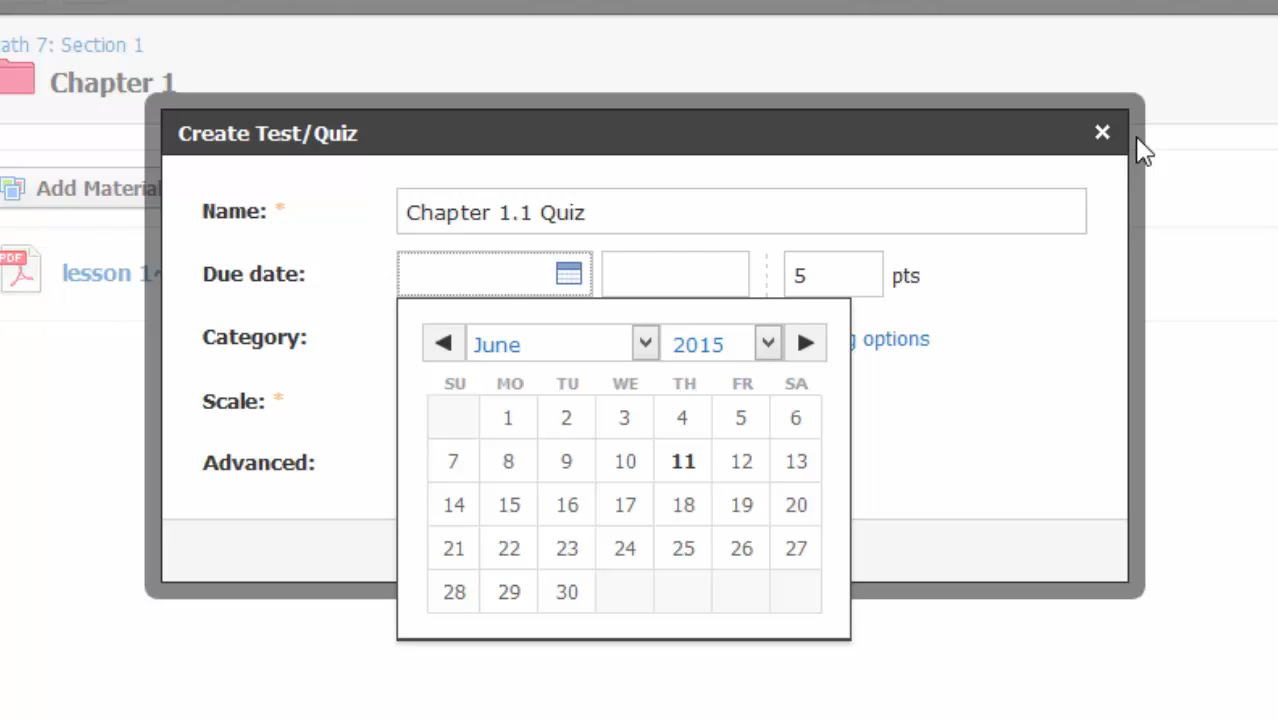 ath 7: Section 1
Chapter 1
Create Test/Quiz
×
Add Material
Name: *
Chapter 1.1 Quiz
PDF
lesson 1
Due date:
5
pts
Category:
June
2015
options
SU MO TU WE TH FR SA
1 2 3 4 5 6
Scale: *
7 8 9 10 11 12 13
Advanced:
14 15 16 17 18 19 20
21 22 23 24 25 26 27
28 29 30